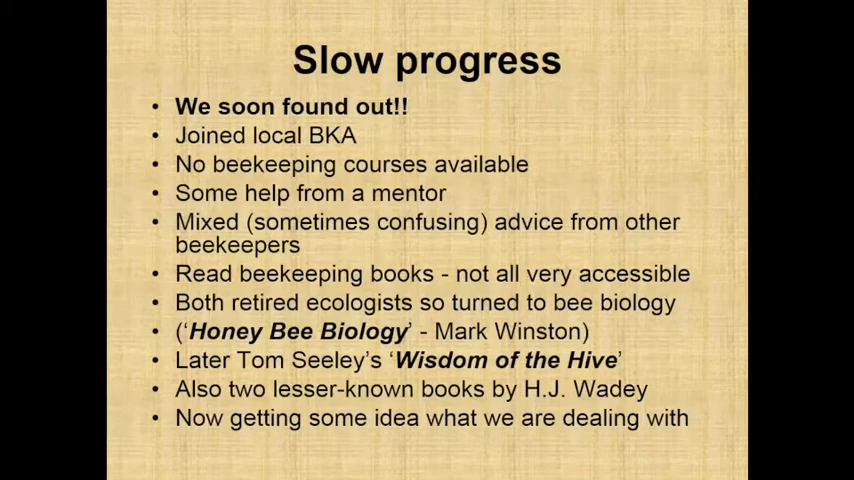 Slow progress
• We soon found out!!
• Joined local BKA
• No beekeeping courses available
• Some help from a mentor
• Mixed (sometimes confusing) advice from other
beekeepers
• Read beekeeping books - not all very accessible
• Both retired ecologists so turned to bee biology
• (‘Honey Bee Biology’ - Mark Winston)
• Later Tom Seeley’s ‘Wisdom of the Hive’
• Also two lesser-known books by H.J. Wadey
• Now getting some idea what we are dealing with